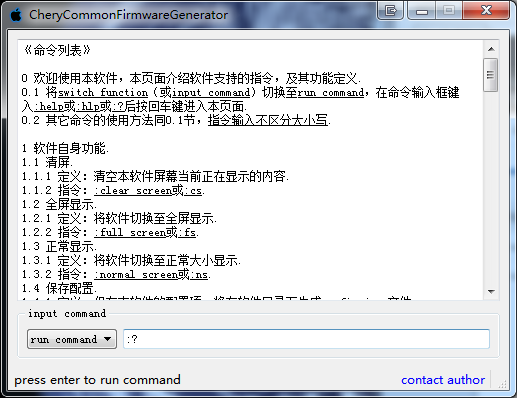 CheryCommonFirmwareGenerator
《命令列表》
0 欢迎使用本软件，本页面介绍软件支持的指令，及其功能定义.
0.1 将switch function（或input command）切换至run command，在命令输入框键
入:help或:hlp或:?后按回车键进入本页面.
0.2 其它命令的使用方法同0.1节，指令输入不区分大小写.
1 软件自身功能.
1.1 清屏.
1.1.1 定义：清空本软件屏幕当前正在显示的内容.
1.1.2 指令：:clear screen或:cs.
1.2 全屏显示.
1.2.1 定义：将软件切换至全屏显示.
1.2.2 指令：:full screen或:fs.
1.3 正常显示.
1.3.1 定义：将软件切换至正常大小显示.
1.3.2 指令：:normal screen或:ns.
1.4 保存配置.
input command
run command :?
press enter to run command contact author